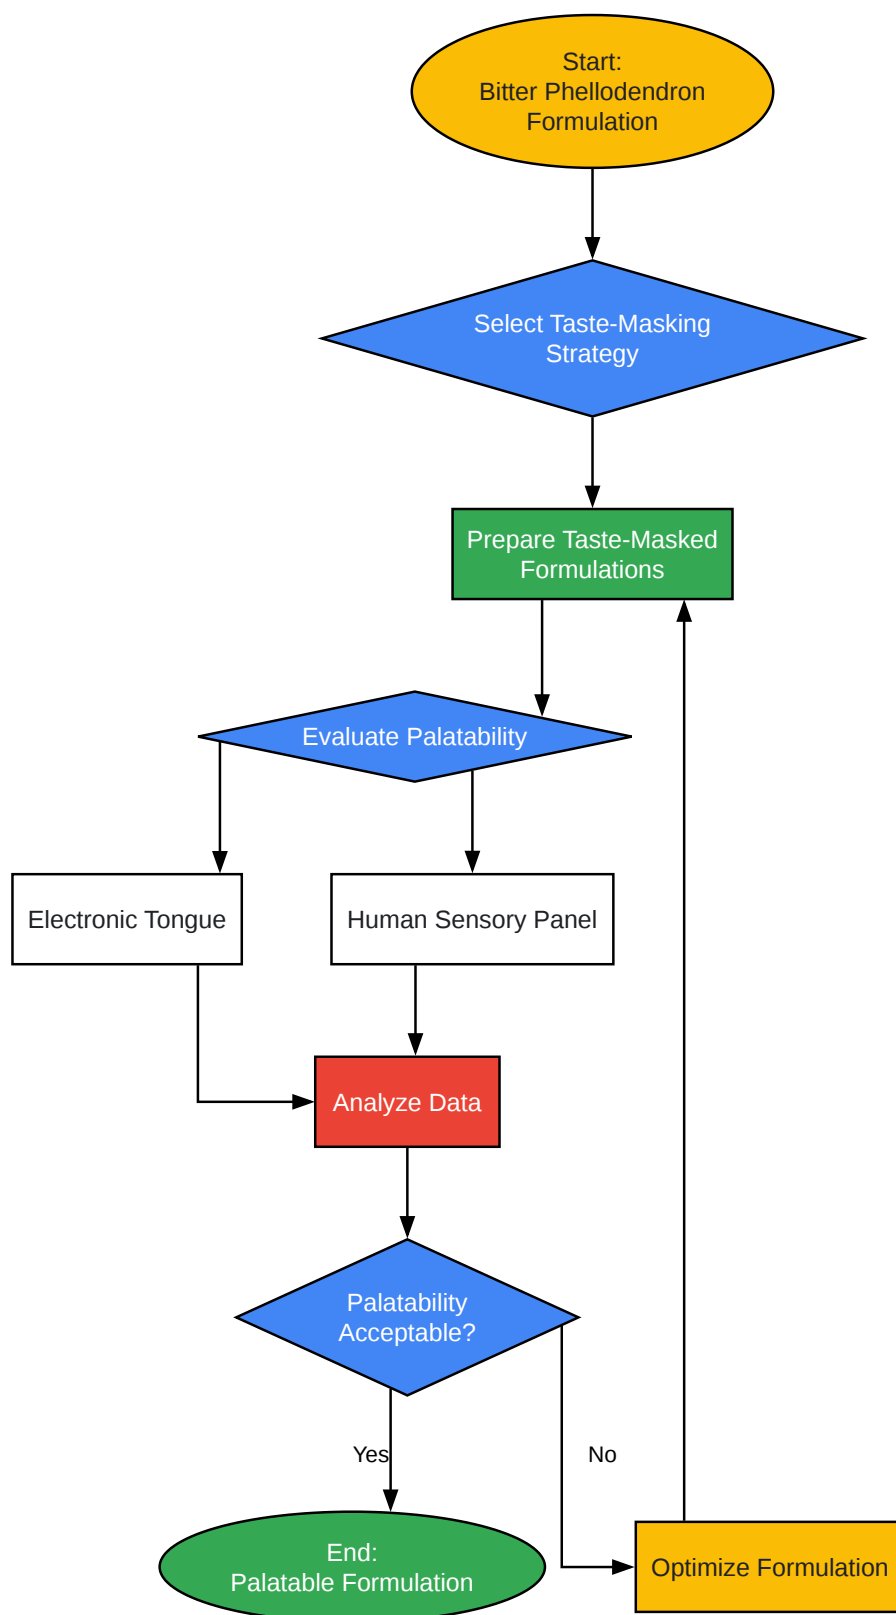 Start:
Bitter Phellodendron
Formulation
Select Taste-Masking
Strategy
Prepare Taste-Masked
Formulations
Evaluate Palatability
Electronic Tongue
Human Sensory Panel
Analyze Data
Palatability
Acceptable?
Yes
No
End:
Palatable Formulation
Optimize Formulation